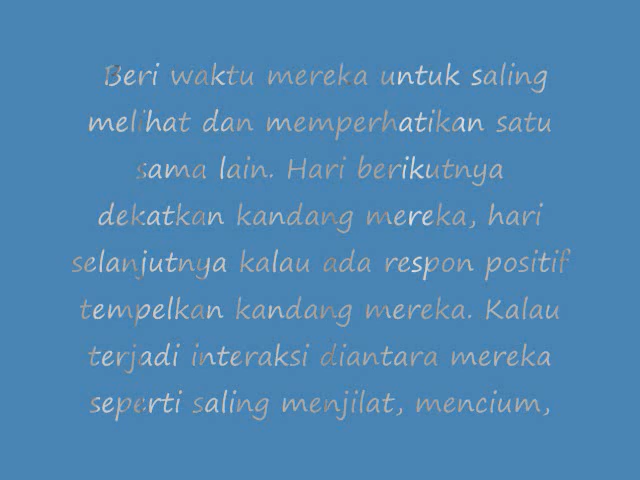 Beri waktu mereka untuk saling
melihat dan memperhatikan satu
sama lain. Hari berikutnya
dekatkan kandang mereka, hari
selanjutnya kalau ada respon positif
tempelkan kandang mereka. Kalau
terjadi interaksi diantara mereka
seperti saling menjilat, mencium,